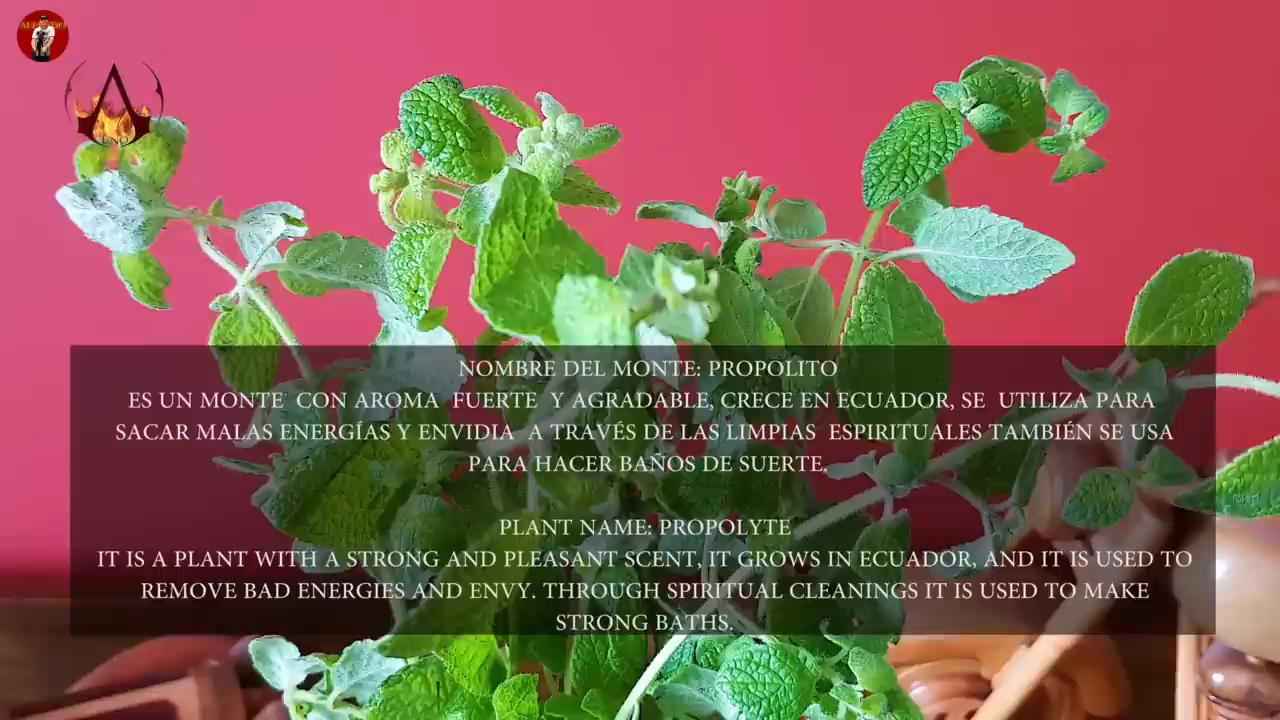 UNO
NOMBRE DEL MONTE: PROPOLITO
ES UN MONTE CON AROMA FUERTE Y AGRADABLE, CRECE EN ECUADOR, SE UTILIZA PARA
SACAR MALAS ENERGÍAS Y ENVIDIA A TRAVÉS DE LAS LIMPIAS ESPIRITUALES TAMBIÉN SE USA
PARA HACER BAÑOS DE SUERTE.
PLANT NAME: PROPOLYTE
IT IS A PLANT WITH A STRONG AND PLEASANT SCENT, IT GROWS IN ECUADOR, AND IT IS USED TO
REMOVE BAD ENERGIES AND ENVY. THROUGH SPIRITUAL CLEANINGS IT IS USED TO MAKE
STRONG BATHS.